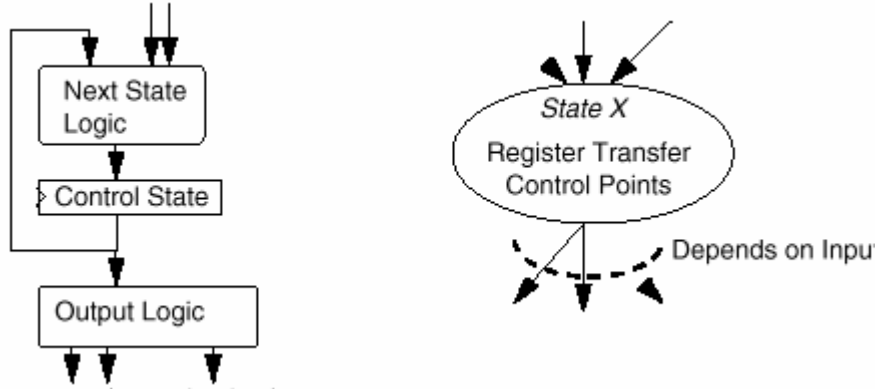 Next State
Logic
Control State
Output Logic
State X
Register Transfer
Control Points
Depends on Input